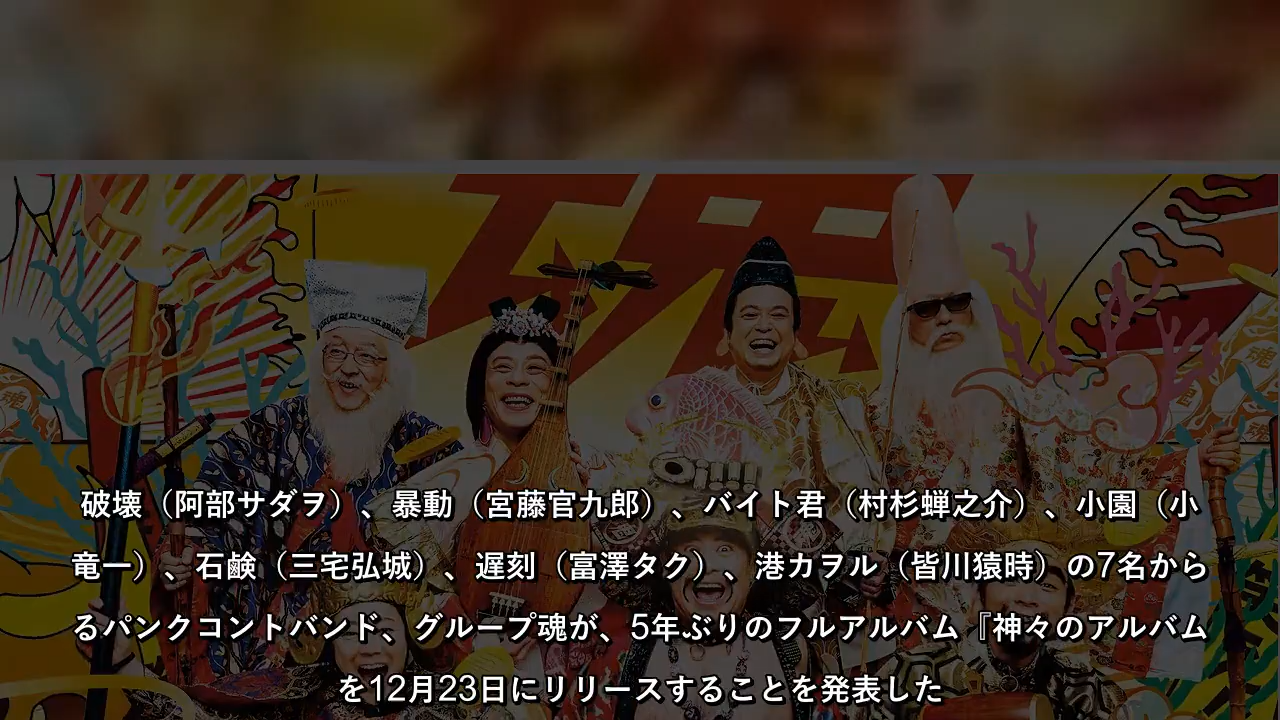 魂
魂
Oi!!!
破壊（阿部サダヲ）、暴動（宮藤官九郎）、バイト君（村杉蝉之介）、小園（小
竜一）、石鹸（三宅弘城）、遅刻（富澤タク）、港カヲル（皆川猿時）の7名から
るパンクコントバンド、グループ魂が、5年ぶりのフルアルバム『神々のアルバム
を12月23日にリリースすることを発表した